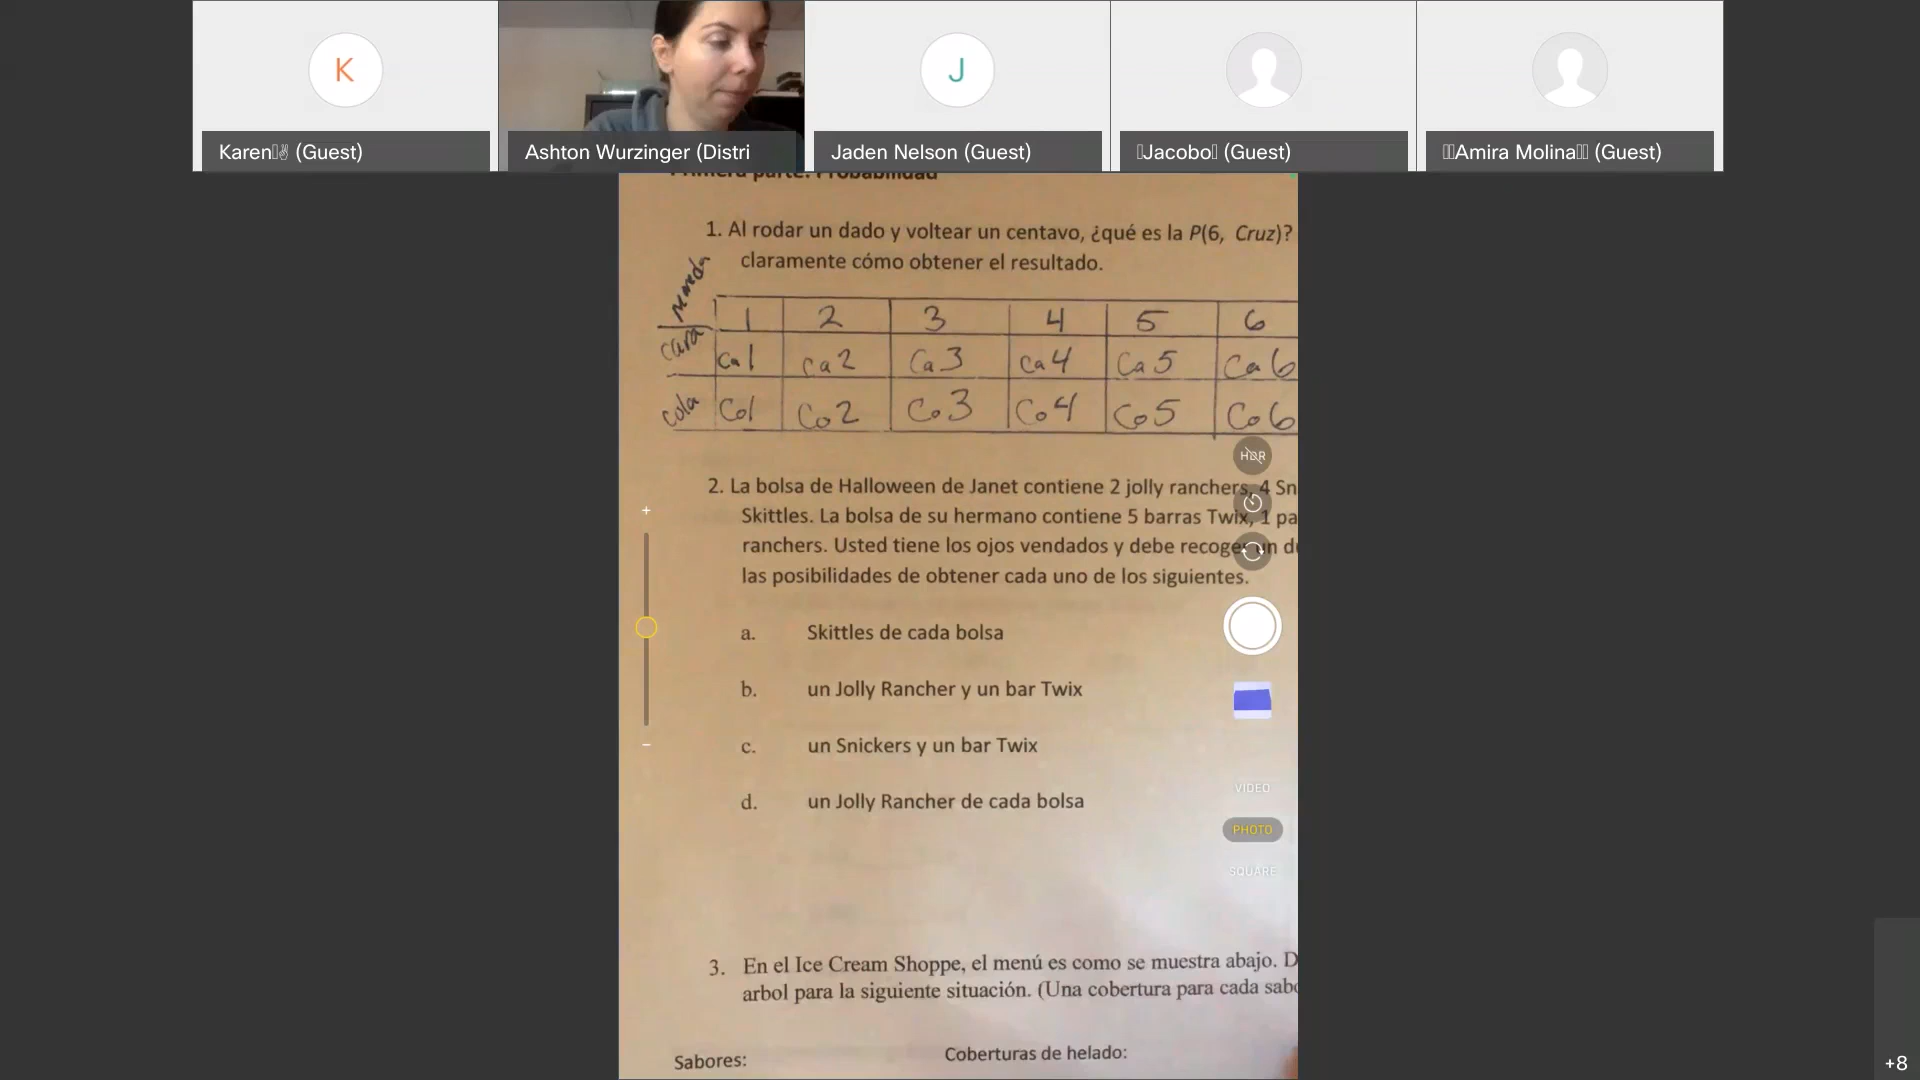 K
J
Karen (Guest)
Ashton Wurzinger (Distri
Jaden Nelson (Guest)
Jacobo (Guest)
Amira Molina (Guest)
Primera parte: Probabilidad
1. Al rodar un dado y voltear un centavo, ¿qué es la P(6, Cruz)?
claramente cómo obtener el resultado.
moneda
1 2 3 4 5 6
cara Ca1 Ca2 Ca3 Ca4 Ca5 Ca6
cola Co1 Co2 Co3 Co4 Co5 Co6
HDR
2. La bolsa de Halloween de Janet contiene 2 jolly ranchers, 4 Sn
Skittles. La bolsa de su hermano contiene 5 barras Twix, 1 pa
ranchers. Usted tiene los ojos vendados y debe recoger un d
las posibilidades de obtener cada uno de los siguientes.
a. Skittles de cada bolsa
b. un Jolly Rancher y un bar Twix
c. un Snickers y un bar Twix
d. un Jolly Rancher de cada bolsa
VIDEO
PHOTO
SQUARE
3. En el Ice Cream Shoppe, el menú es como se muestra abajo. D
arbol para la siguiente situación. (Una cobertura para cada sabo
Sabores:
Coberturas de helado:
+8